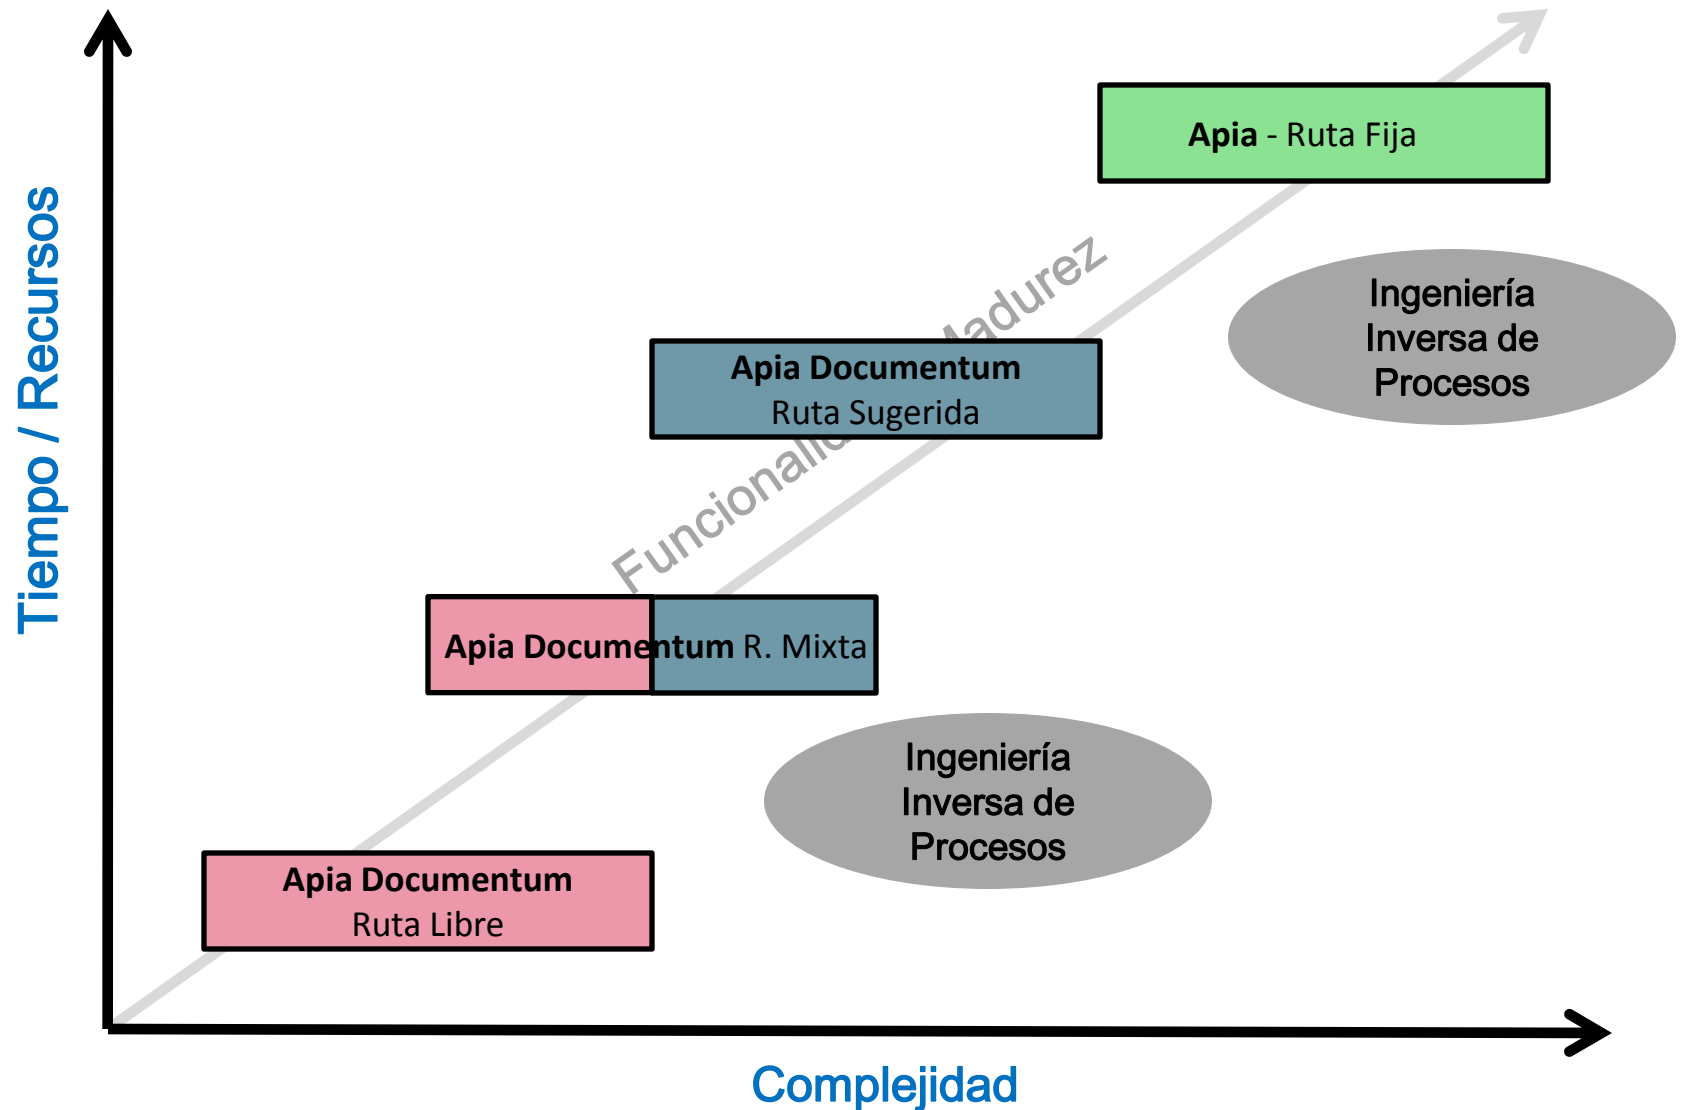 Apia - Ruta Fija
Tiempo / Recursos
Ingeniería
Inversa de
Procesos
Apia Documentum
Ruta Sugerida
Apia Documentum R. Mixta
Ingeniería
Inversa de
Procesos
Apia Documentum
Ruta Libre
Complejidad